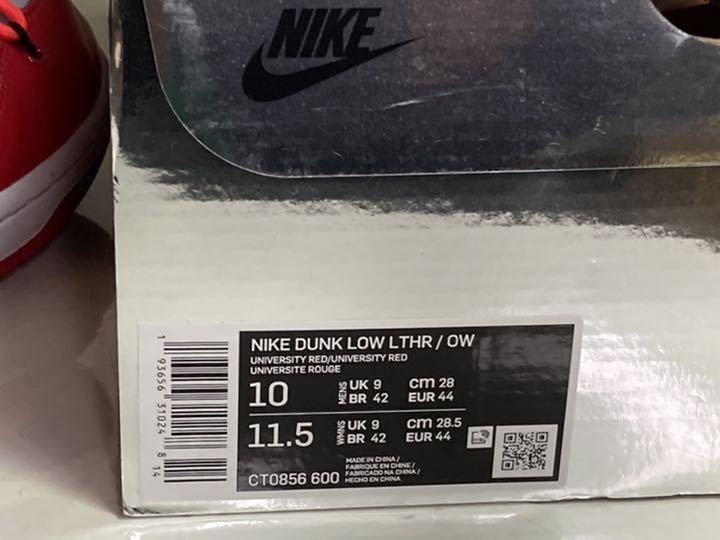 NIKE
NIKE DUNK LOW LTHR / OW
UNIVERSITY RED/UNIVERSITY RED
UNIVERSITE ROUGE
10 MENS UK 9 cm 28
BR 42 EUR 44
11.5 WMNS UK 9 cm 28.5
BR 42 EUR 44
CT0856 600
MADE IN CHINA /
FABRIQUE EN CHINE /
FABRICADO NA CHINA /
HECHO EN CHINA
1 93656 31024 8 14